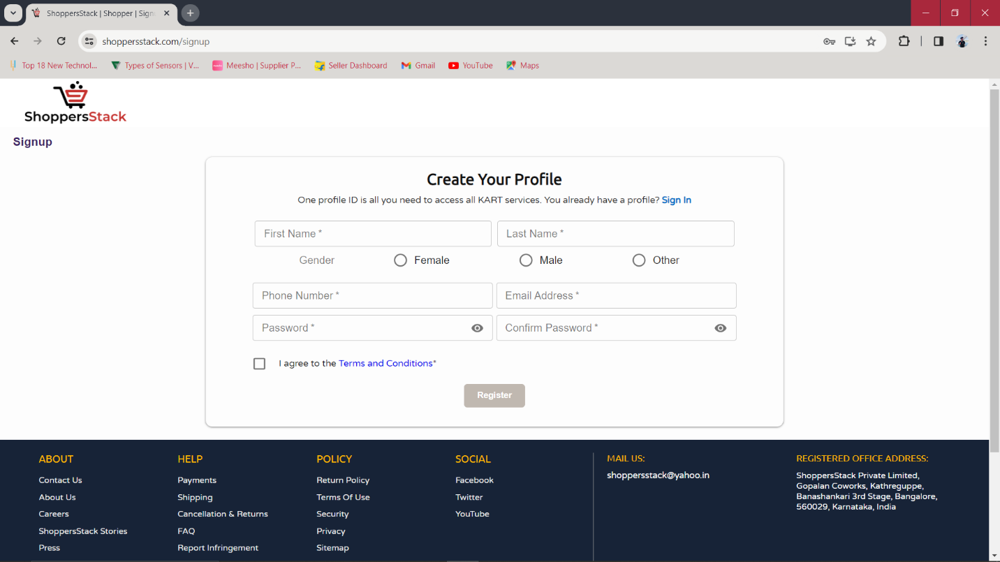 ShoppersStack | Shopper | Sign
shoppersstack.com/signup
Top 18 New Technol...
Types of Sensors | V...
Meesho | Supplier P...
Seller Dashboard
Gmail
YouTube
Maps
ShoppersStack
Signup
Create Your Profile
One profile ID is all you need to access all KART services. You already have a profile? Sign In
First Name *
Last Name *
Gender
Female
Male
Other
Phone Number *
Email Address *
Password *
Confirm Password *
I agree to the Terms and Conditions*
Register
ABOUT
Contact Us
About Us
Careers
ShoppersStack Stories
Press
HELP
Payments
Shipping
Cancellation & Returns
FAQ
Report Infringement
POLICY
Return Policy
Terms Of Use
Security
Privacy
Sitemap
SOCIAL
Facebook
Twitter
YouTube
MAIL US:
shoppersstack@yahoo.in
REGISTERED OFFICE ADDRESS:
ShoppersStack Private Limited,
Gopalan Coworks, Kathreguppe,
Banashankari 3rd Stage, Bangalore,
560029, Karnataka, India